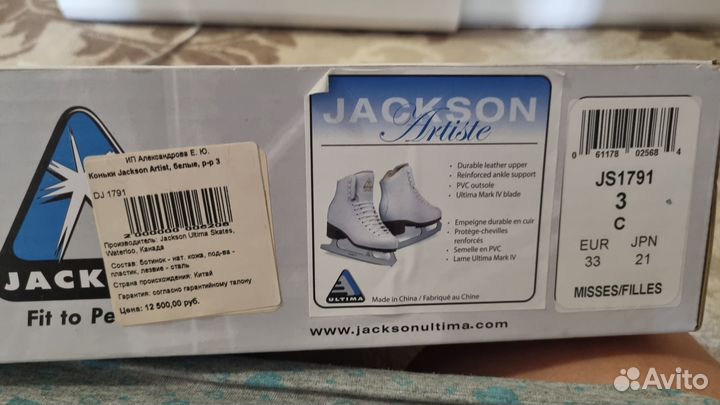 JACK
Fit to Pe
ИП Александрова Е. Ю.
Коньки Jackson Artist, белые, р-р 3
DJ 1791
2 000000 006208
Производитель: Jackson Ultima Skates,
Waterloo, Канада
Состав: ботинок - нат. кожа, под-ва -
пластик, лезвие - сталь
Страна происхождения: Китай
Гарантия: согласно гарантийному талону
Цена: 12 500,00 руб.
JACKSON
Artiste
• Durable leather upper
• Reinforced ankle support
• PVC outsole
• Ultima Mark IV blade
• Empeigne durable en cuir
• Protège-chevilles
renforcés
• Semelle en PVC
• Lame Ultima Mark IV
ULTIMA
Made in China / Fabriqué au Chine
www.jacksonultima.com
0 61178 02568 4
JS1791
3
C
EUR JPN
33 21
MISSES/FILLES
Avito